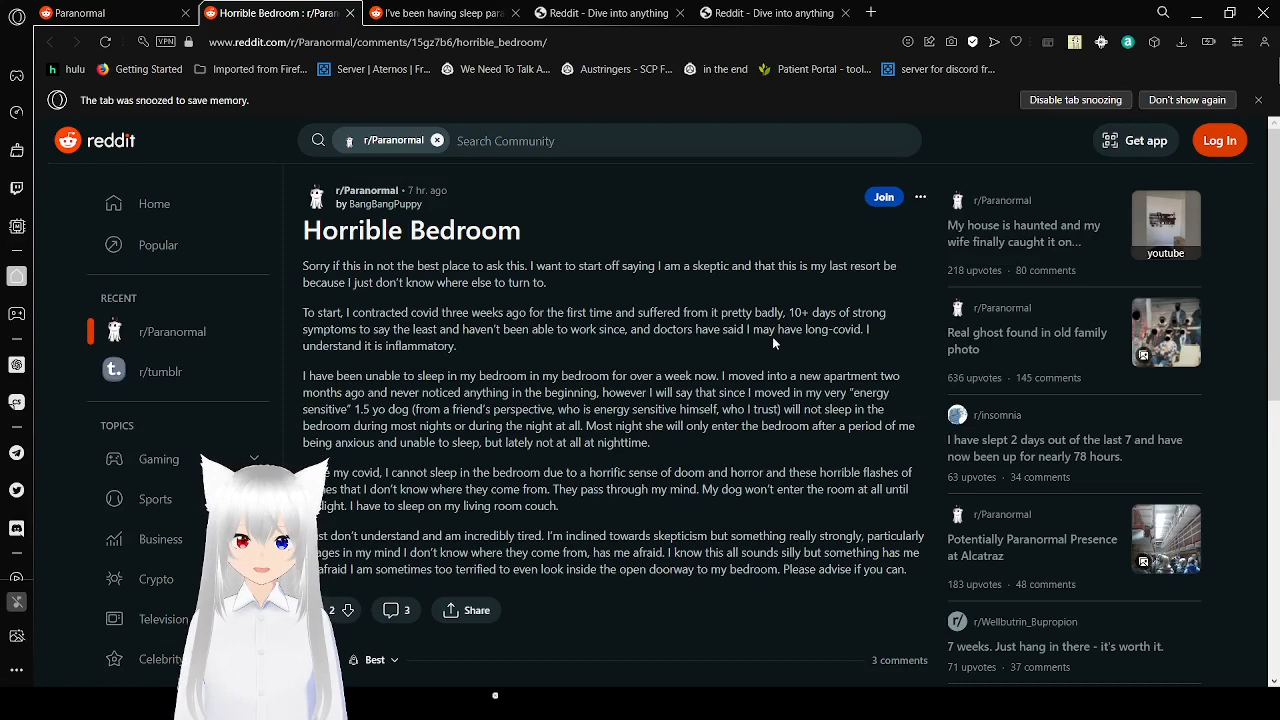 Paranormal
Horrible Bedroom : r/Paran
I've been having sleep para
Reddit - Dive into anything
Reddit - Dive into anything
VPN
www.reddit.com/r/Paranormal/comments/15gz7b6/horrible_bedroom/
hulu
Getting Started
Imported from Firef...
Server | Aternos | Fr...
We Need To Talk A...
Austringers - SCP F...
in the end
Patient Portal - tool...
server for discord fr...
The tab was snoozed to save memory.
Disable tab snoozing
Don't show again
reddit
r/Paranormal
Search Community
Get app
Log In
Home
Popular
RECENT
r/Paranormal
r/tumblr
TOPICS
Gaming
Sports
Business
Crypto
Television
Celebrity
r/Paranormal • 7 hr. ago
by BangBangPuppy
Join
Horrible Bedroom
Sorry if this in not the best place to ask this. I want to start off saying I am a skeptic and that this is my last resort be
because I just don't know where else to turn to.
To start, I contracted covid three weeks ago for the first time and suffered from it pretty badly, 10+ days of strong
symptoms to say the least and haven't been able to work since, and doctors have said I may have long-covid. I
understand it is inflammatory.
I have been unable to sleep in my bedroom in my bedroom for over a week now. I moved into a new apartment two
months ago and never noticed anything in the beginning, however I will say that since I moved in my very "energy
sensitive" 1.5 yo dog (from a friend's perspective, who is energy sensitive himself, who I trust) will not sleep in the
bedroom during most nights or during the night at all. Most night she will only enter the bedroom after a period of me
being anxious and unable to sleep, but lately not at all at nighttime.
my covid, I cannot sleep in the bedroom due to a horrific sense of doom and horror and these horrible flashes of
that I don't know where they come from. They pass through my mind. My dog won't enter the room at all until
light. I have to sleep on my living room couch.
don't understand and am incredibly tired. I'm inclined towards skepticism but something really strongly, particularly
in my mind I don't know where they come from, has me afraid. I know this all sounds silly but something has me
afraid I am sometimes too terrified to even look inside the open doorway to my bedroom. Please advise if you can.
2
3
Share
Best
3 comments
r/Paranormal
My house is haunted and my
wife finally caught it on...
youtube
218 upvotes • 80 comments
r/Paranormal
Real ghost found in old family
photo
636 upvotes • 145 comments
r/insomnia
I have slept 2 days out of the last 7 and have
now been up for nearly 78 hours.
63 upvotes • 34 comments
r/Paranormal
Potentially Paranormal Presence
at Alcatraz
183 upvotes • 48 comments
r/Wellbutrin_Bupropion
7 weeks. Just hang in there - it's worth it.
71 upvotes • 37 comments